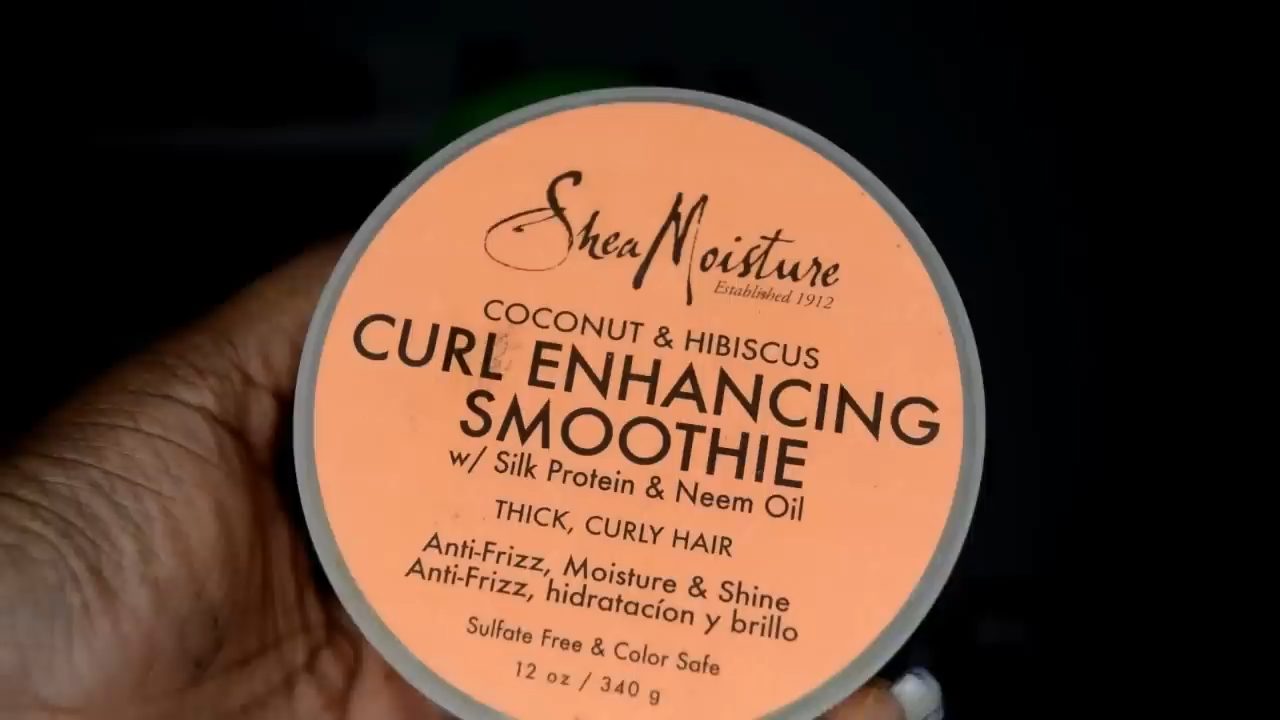 SheaMoisture
Established 1912
COCONUT & HIBISCUS
CURL ENHANCING
SMOOTHIE
w/ Silk Protein & Neem Oil
THICK, CURLY HAIR
Anti-Frizz, Moisture & Shine
Anti-Frizz, hidratacíon y brillo
Sulfate Free & Color Safe
12 oz / 340 g